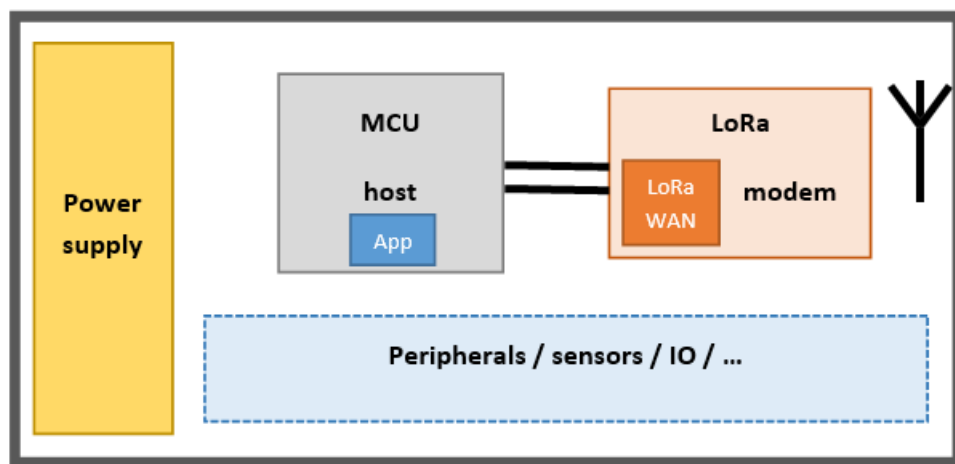 Power
supply
MCU
host
App
LoRa
LoRa
WAN
modem
Peripherals / sensors / IO / ...